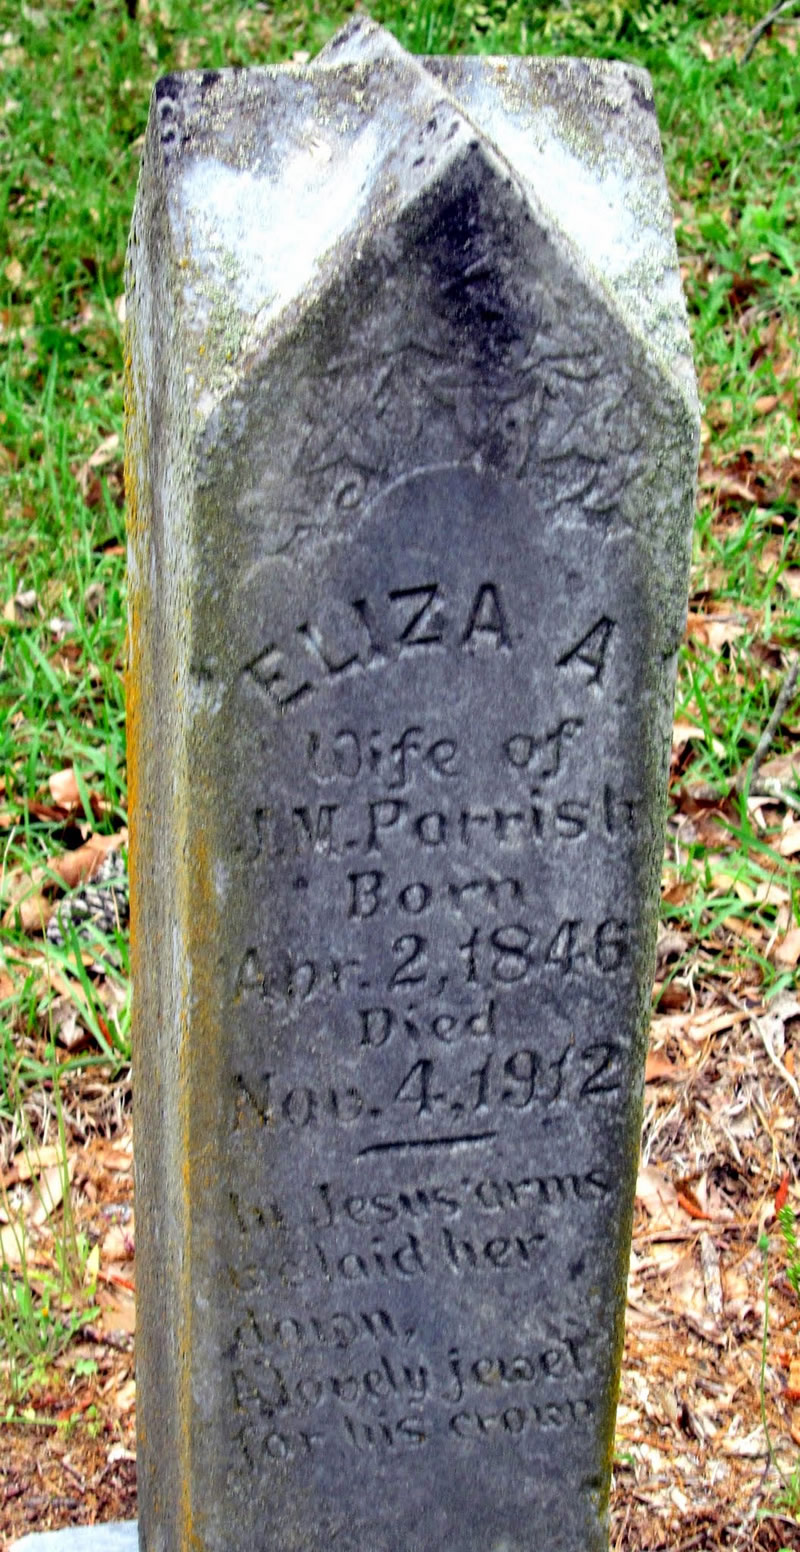 ELIZA A
Wife of
J.M. Parrish
Born
Apr. 2, 1846
Died
Nov. 4, 1912
In Jesus' arms
we laid her
down,
A lovely jewel
for his crown